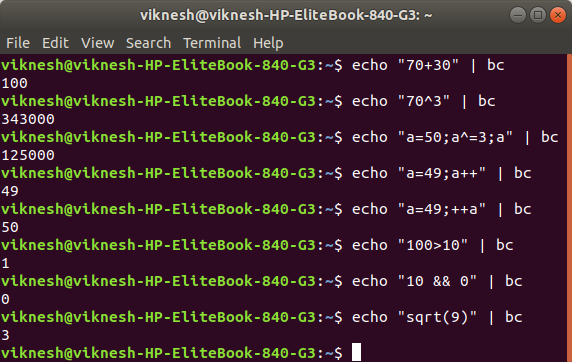 viknesh@viknesh-HP-EliteBook-840-G3: ~
File Edit View Search Terminal Help
viknesh@viknesh-HP-EliteBook-840-G3:~$ echo "70+30" | bc
100
viknesh@viknesh-HP-EliteBook-840-G3:~$ echo "70^3" | bc
343000
viknesh@viknesh-HP-EliteBook-840-G3:~$ echo "a=50;a^=3;a" | bc
125000
viknesh@viknesh-HP-EliteBook-840-G3:~$ echo "a=49;a++" | bc
49
viknesh@viknesh-HP-EliteBook-840-G3:~$ echo "a=49;++a" | bc
50
viknesh@viknesh-HP-EliteBook-840-G3:~$ echo "100>10" | bc
1
viknesh@viknesh-HP-EliteBook-840-G3:~$ echo "10 && 0" | bc
0
viknesh@viknesh-HP-EliteBook-840-G3:~$ echo "sqrt(9)" | bc
3
viknesh@viknesh-HP-EliteBook-840-G3:~$